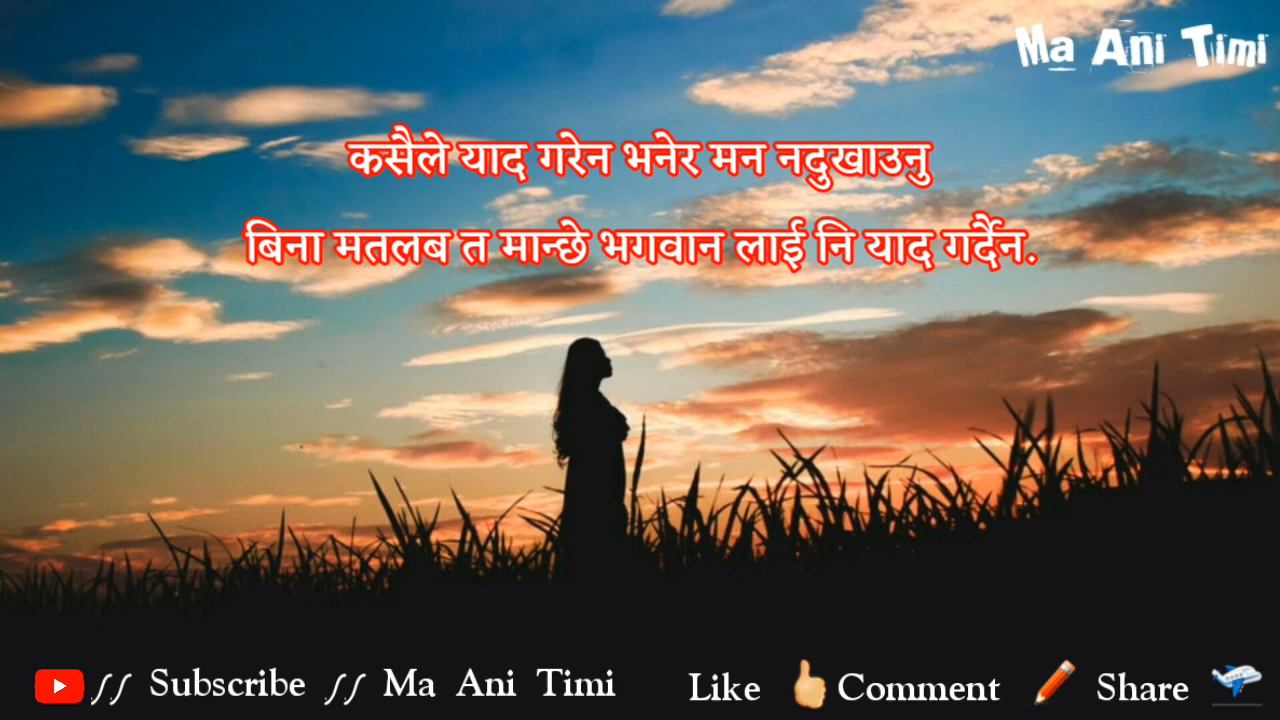 Ma Ani Timi
कसैले याद गरेन भनेर मन नदुखाउनु
बिना मतलब त मान्छे भगवान लाई नि याद गर्दैन.
// Subscribe // Ma Ani Timi Like Comment Share